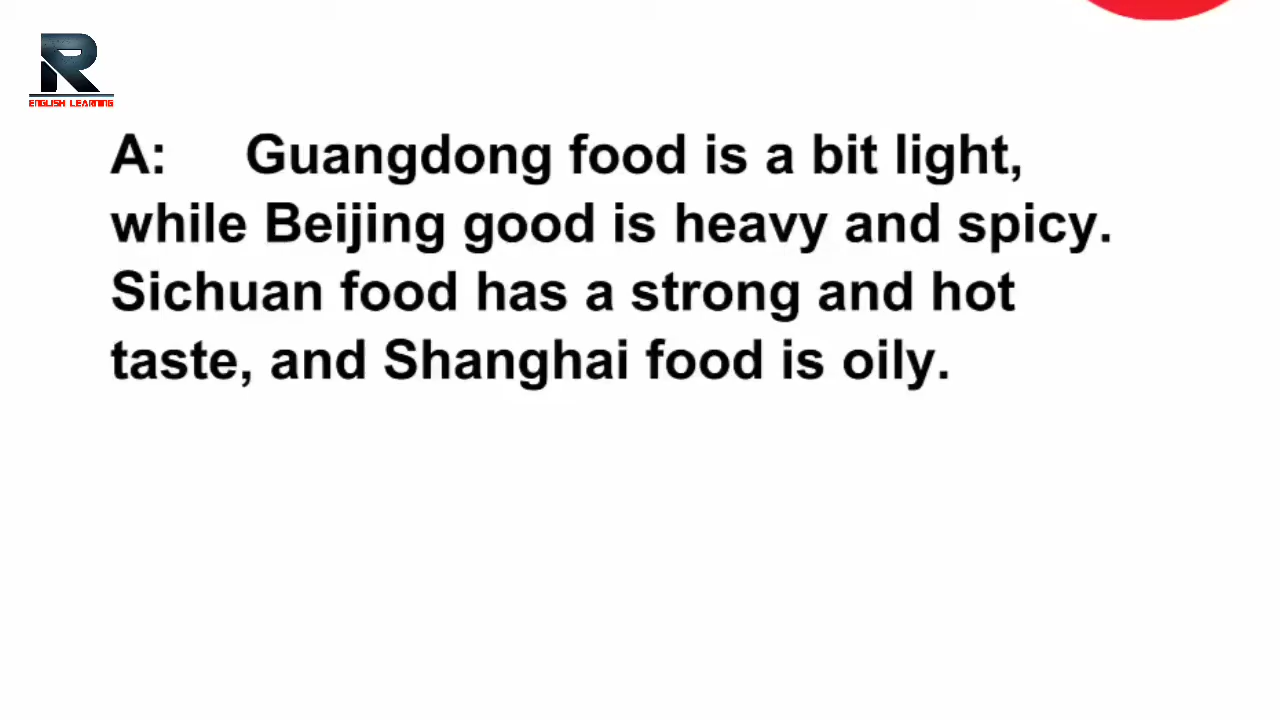 R
ENGLISH LEARNING
A: Guangdong food is a bit light,
while Beijing good is heavy and spicy.
Sichuan food has a strong and hot
taste, and Shanghai food is oily.